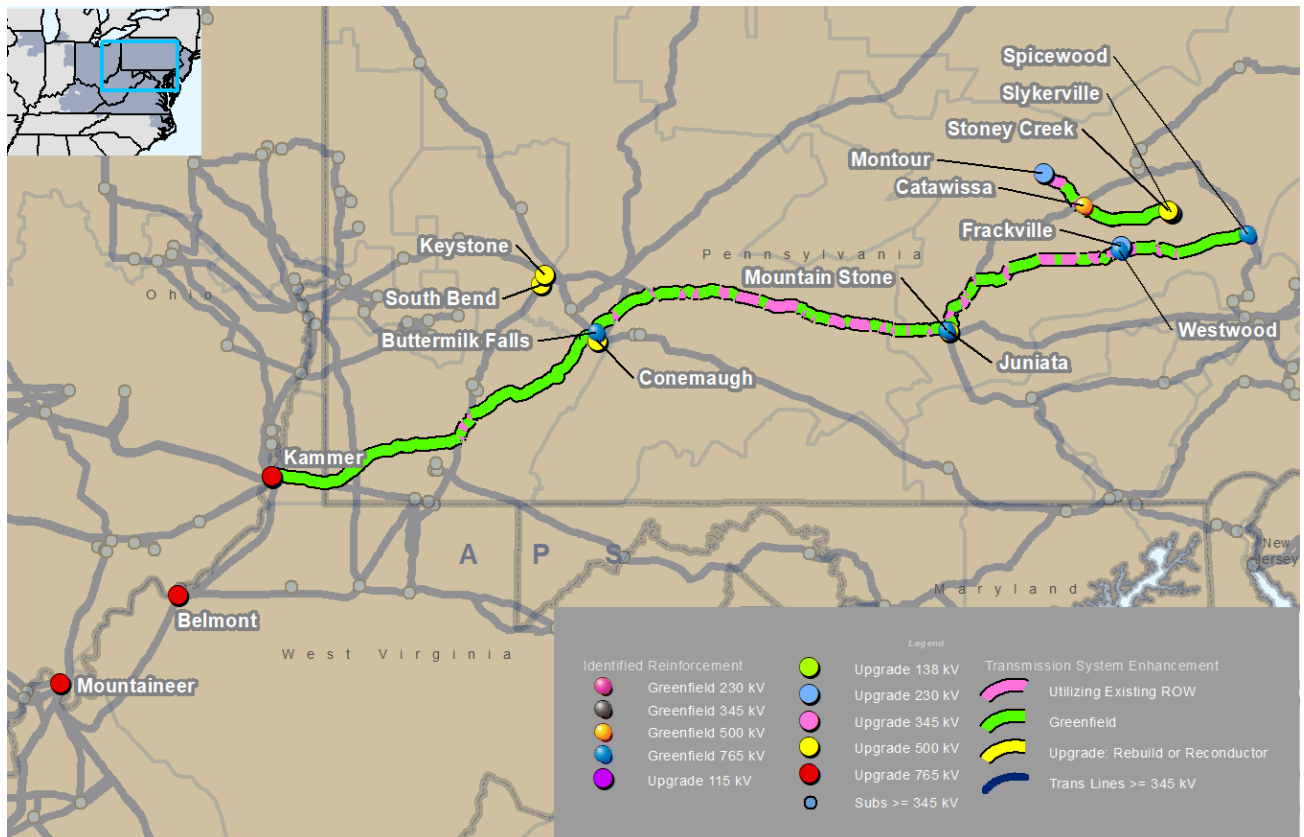 Spicewood
Slykerville
Stoney Creek
Montour
Catawissa
Frackville
Keystone
Pennsylvania
Mountain Stone
South Bend
Ohio
Buttermilk Falls
Westwood
Juniata
Conemaugh
Kammer
A P S
New
Jersey
Maryland
Belmont
West Virginia
Mountaineer
Legend
Identified Reinforcement
Greenfield 230 kV
Greenfield 345 kV
Greenfield 500 kV
Greenfield 765 kV
Upgrade 115 kV
Upgrade 138 kV
Upgrade 230 kV
Upgrade 345 kV
Upgrade 500 kV
Upgrade 765 kV
Subs >= 345 kV
Transmission System Enhancement
Utilizing Existing ROW
Greenfield
Upgrade: Rebuild or Reconductor
Trans Lines >= 345 kV